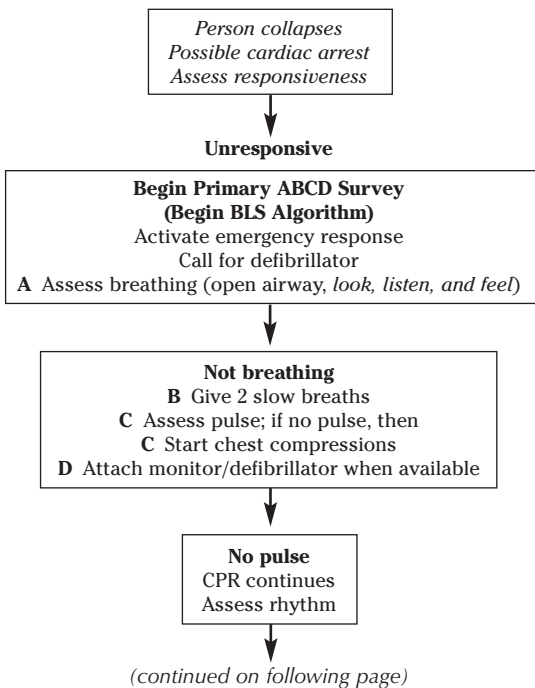 Person collapses
Possible cardiac arrest
Assess responsiveness
Unresponsive
Begin Primary ABCD Survey
(Begin BLS Algorithm)
Activate emergency response
Call for defibrillator
A Assess breathing (open airway, look, listen, and feel)
Not breathing
B Give 2 slow breaths
C Assess pulse; if no pulse, then
C Start chest compressions
D Attach monitor/defibrillator when available
No pulse
CPR continues
Assess rhythm
(continued on following page)